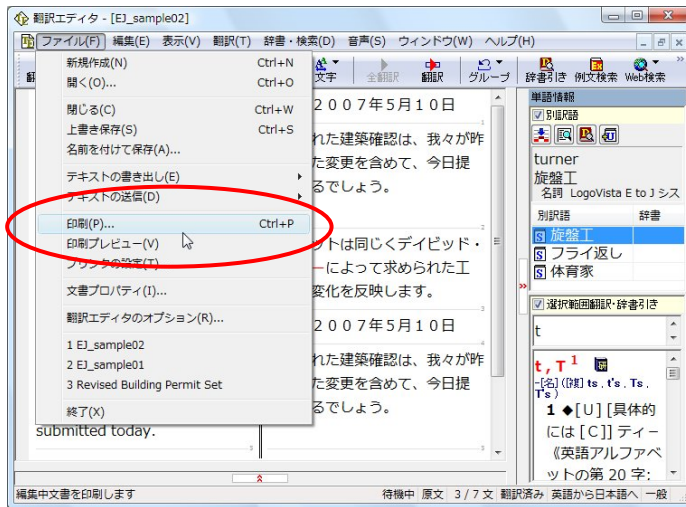 翻訳エディタ - [EJ_sample02]
ファイル(F) 編集(E) 表示(V) 翻訳(T) 辞書・検索(D) 音声(S) ウィンドウ(W) ヘルプ(H)
文字 全翻訳 翻訳 グループ 辞書引き 例文検索 Web検索
新規作成(N) Ctrl+N
開く(O)... Ctrl+O
閉じる(C) Ctrl+W
上書き保存(S) Ctrl+S
名前を付けて保存(A)...
テキストの書き出し(E)
テキストの送信(D)
印刷(P)... Ctrl+P
印刷プレビュー(V)
プリンタの設定(T)...
文書プロパティ(I)...
翻訳エディタのオプション(R)...
1 EJ_sample02
2 EJ_sample01
3 Revised Building Permit Set
終了(X)
submitted today.
2007年5月10日
れた建築確認は、我々が昨
た変更を含めて、今日提
るでしょう。
ットは同じくデイビッド・
ーによって求められた工
変化を反映します。
2007年5月10日
れた建築確認は、我々が昨
た変更を含めて、今日提
るでしょう。
単語情報
別訳語
turner
旋盤工
名詞 LogoVista E to J シス
別訳語 辞書
S 旋盤工
S フライ返し
S 体育家
選択範囲翻訳・辞書引き
t
t, T1
-[名] ([複] ts, t's, Ts, T's)
1 ◆[U] [具体的
には [C]] ティー
《英語アルファベ
ットの第 20 字:
編集中文書を印刷します 待機中 原文 3 / 7 文 翻訳済み 英語から日本語へ 一般